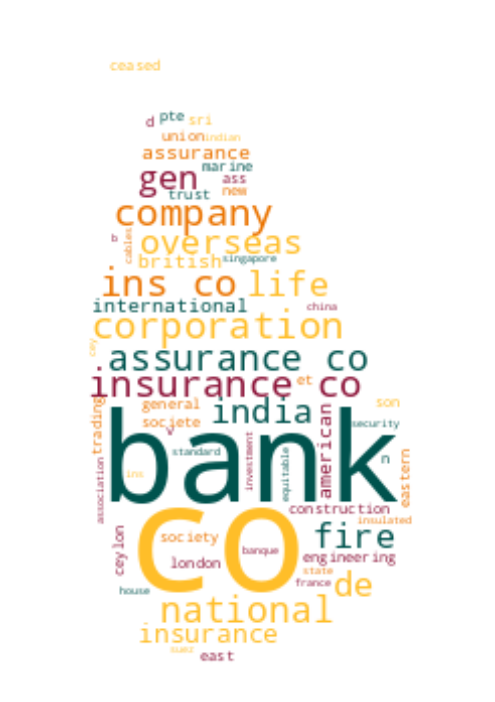 ceased
d pte sri
union indian
assurance
marine
gen ass
trust new
company
b cables overseas
british singapore
ins co life
international china
corporation
cey
. assurance co
insurance co et
trading general india american son
societe
v security
bank
association ins standard investment equitable n eastern
construction
insulated
co fire
ceylon society banque engineering
london state
house france de
national
insurance
suez east